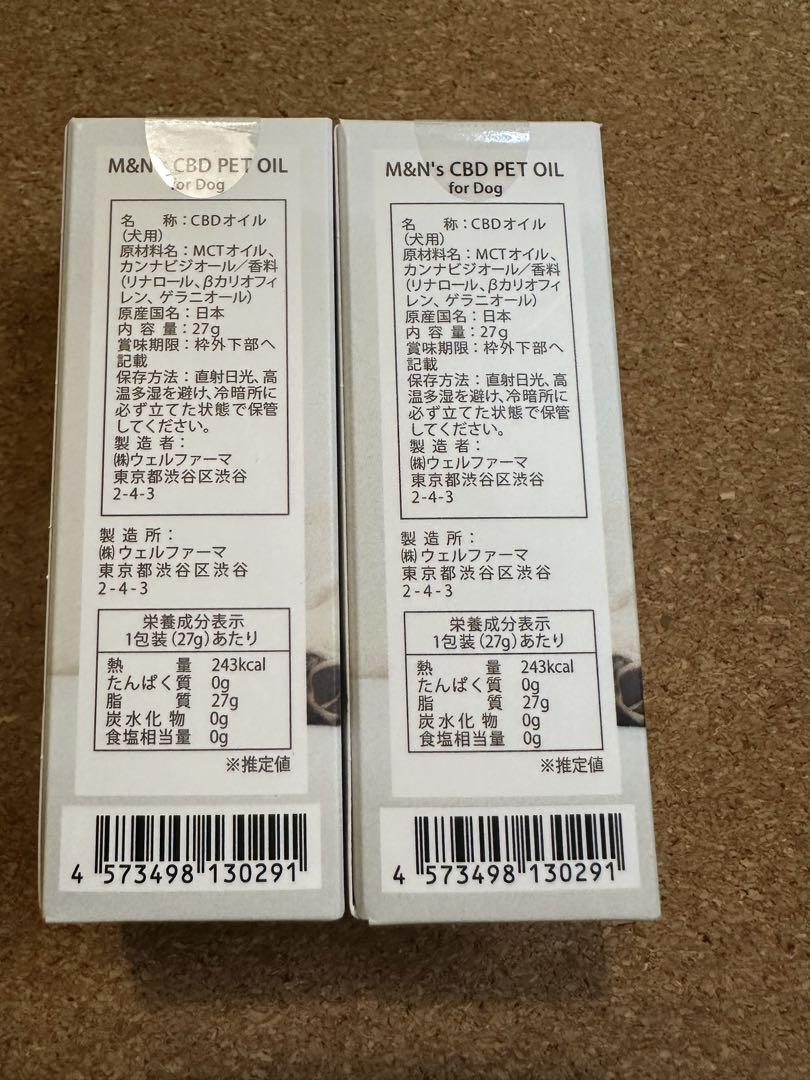 M&N's CBD PET OIL
for Dog
名　称：CBDオイル
（犬用）
原材料名：MCTオイル、
カンナビジオール／香料
（リナロール、βカリオフィ
レン、ゲラニオール）
原産国名：日本
内容量：27g
賞味期限：枠外下部へ
記載
保存方法：直射日光、高
温多湿を避け、冷暗所に
必ず立てた状態で保管
してください。
製造者：
㈱ウェルファーマ
東京都渋谷区渋谷
2-4-3
製造所：
㈱ウェルファーマ
東京都渋谷区渋谷
2-4-3
栄養成分表示
1包装（27g）あたり
熱量 243kcal
たんぱく質 0g
脂質 27g
炭水化物 0g
食塩相当量 0g
※推定値
4 573498 130291
M&N's CBD PET OIL
for Dog
名　称：CBDオイル
（犬用）
原材料名：MCTオイル、
カンナビジオール／香料
（リナロール、βカリオフィ
レン、ゲラニオール）
原産国名：日本
内容量：27g
賞味期限：枠外下部へ
記載
保存方法：直射日光、高
温多湿を避け、冷暗所に
必ず立てた状態で保管
してください。
製造者：
㈱ウェルファーマ
東京都渋谷区渋谷
2-4-3
製造所：
㈱ウェルファーマ
東京都渋谷区渋谷
2-4-3
栄養成分表示
1包装（27g）あたり
熱量 243kcal
たんぱく質 0g
脂質 27g
炭水化物 0g
食塩相当量 0g
※推定値
4 573498 130291